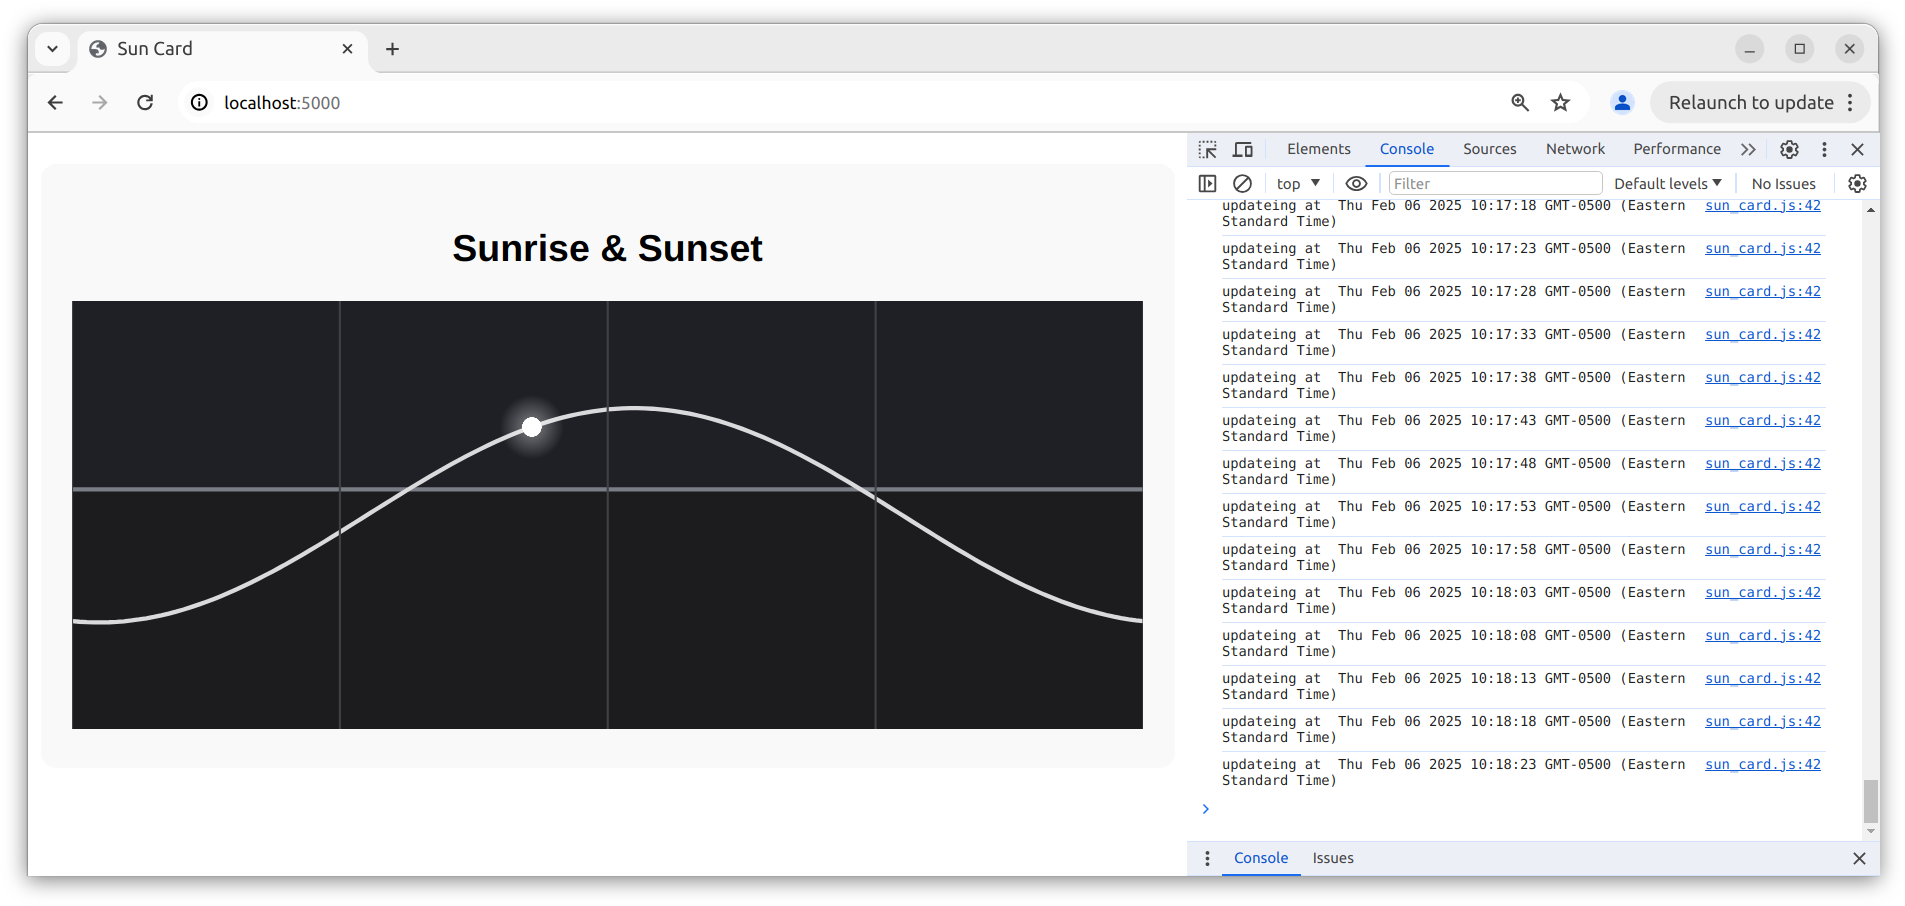 Sun Card
localhost:5000
Relaunch to update
Sunrise & Sunset
Elements Console Sources Network Performance
top Filter Default levels No Issues
updateing at Thu Feb 06 2025 10:17:18 GMT-0500 (Eastern sun_card.js:42
Standard Time)
updateing at Thu Feb 06 2025 10:17:23 GMT-0500 (Eastern sun_card.js:42
Standard Time)
updateing at Thu Feb 06 2025 10:17:28 GMT-0500 (Eastern sun_card.js:42
Standard Time)
updateing at Thu Feb 06 2025 10:17:33 GMT-0500 (Eastern sun_card.js:42
Standard Time)
updateing at Thu Feb 06 2025 10:17:38 GMT-0500 (Eastern sun_card.js:42
Standard Time)
updateing at Thu Feb 06 2025 10:17:43 GMT-0500 (Eastern sun_card.js:42
Standard Time)
updateing at Thu Feb 06 2025 10:17:48 GMT-0500 (Eastern sun_card.js:42
Standard Time)
updateing at Thu Feb 06 2025 10:17:53 GMT-0500 (Eastern sun_card.js:42
Standard Time)
updateing at Thu Feb 06 2025 10:17:58 GMT-0500 (Eastern sun_card.js:42
Standard Time)
updateing at Thu Feb 06 2025 10:18:03 GMT-0500 (Eastern sun_card.js:42
Standard Time)
updateing at Thu Feb 06 2025 10:18:08 GMT-0500 (Eastern sun_card.js:42
Standard Time)
updateing at Thu Feb 06 2025 10:18:13 GMT-0500 (Eastern sun_card.js:42
Standard Time)
updateing at Thu Feb 06 2025 10:18:18 GMT-0500 (Eastern sun_card.js:42
Standard Time)
updateing at Thu Feb 06 2025 10:18:23 GMT-0500 (Eastern sun_card.js:42
Standard Time)
Console Issues